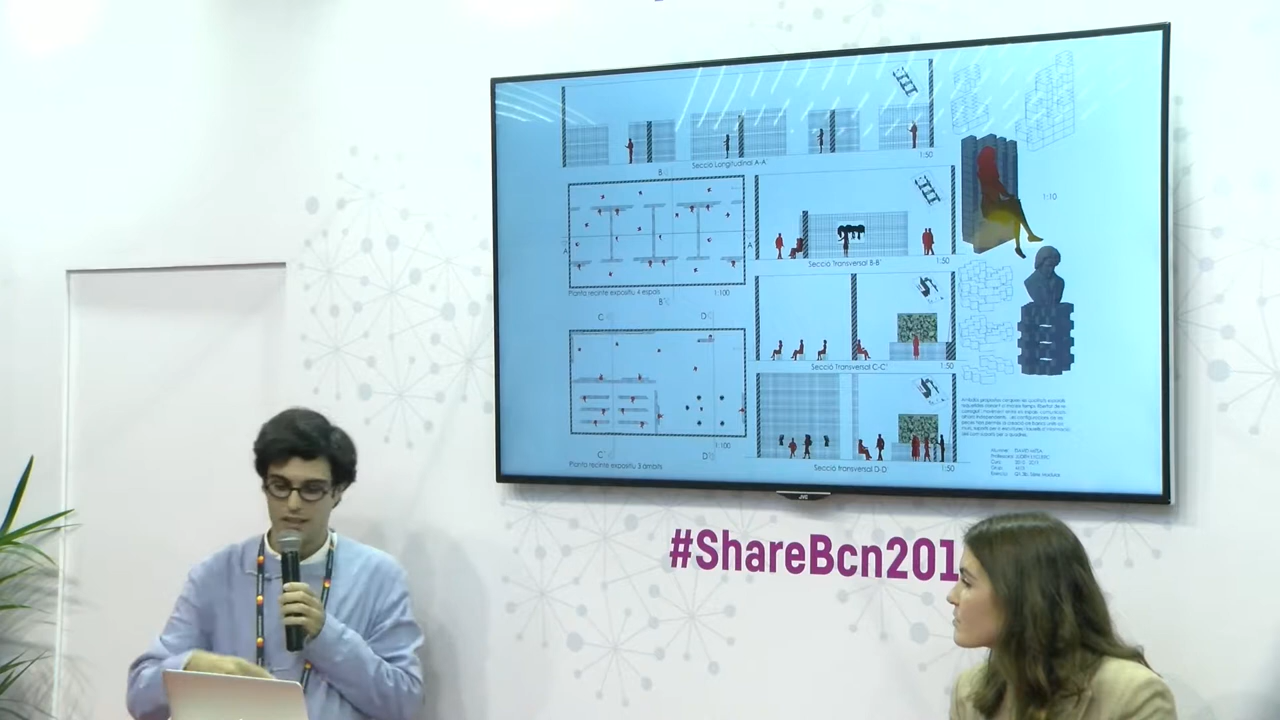 Secció Longitudinal A-A'
1:50
B
1:10
A
A
Planta recinte expositiu 4 espais
1:100
B
Secció Transversal B-B'
1:50
C
D
Secció Transversal C-C'
1:50
1:100
C'
D'
Planta recinte expositiu 3 àmbits
Secció transversal D-D'
1:50
JVC
#ShareBcn201